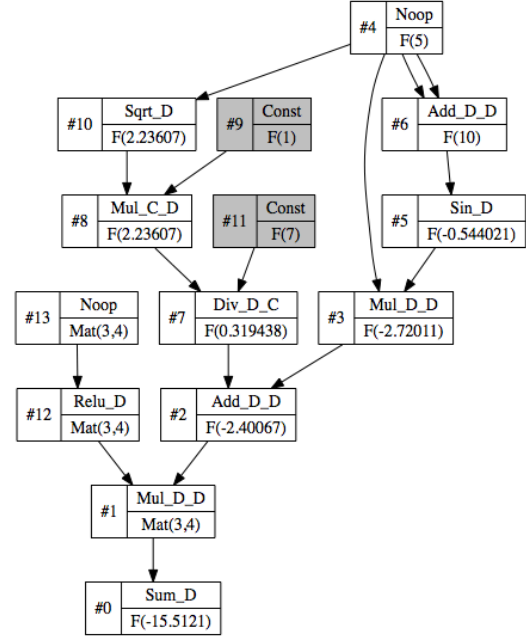 #4 Noop
F(5)
#10 Sqrt_D
F(2.23607)
#9 Const
F(1)
#6 Add_D_D
F(10)
#8 Mul_C_D
F(2.23607)
#11 Const
F(7)
#5 Sin_D
F(-0.544021)
#13 Noop
Mat(3,4)
#7 Div_D_C
F(0.319438)
#3 Mul_D_D
F(-2.72011)
#12 Relu_D
Mat(3,4)
#2 Add_D_D
F(-2.40067)
#1 Mul_D_D
Mat(3,4)
#0 Sum_D
F(-15.5121)